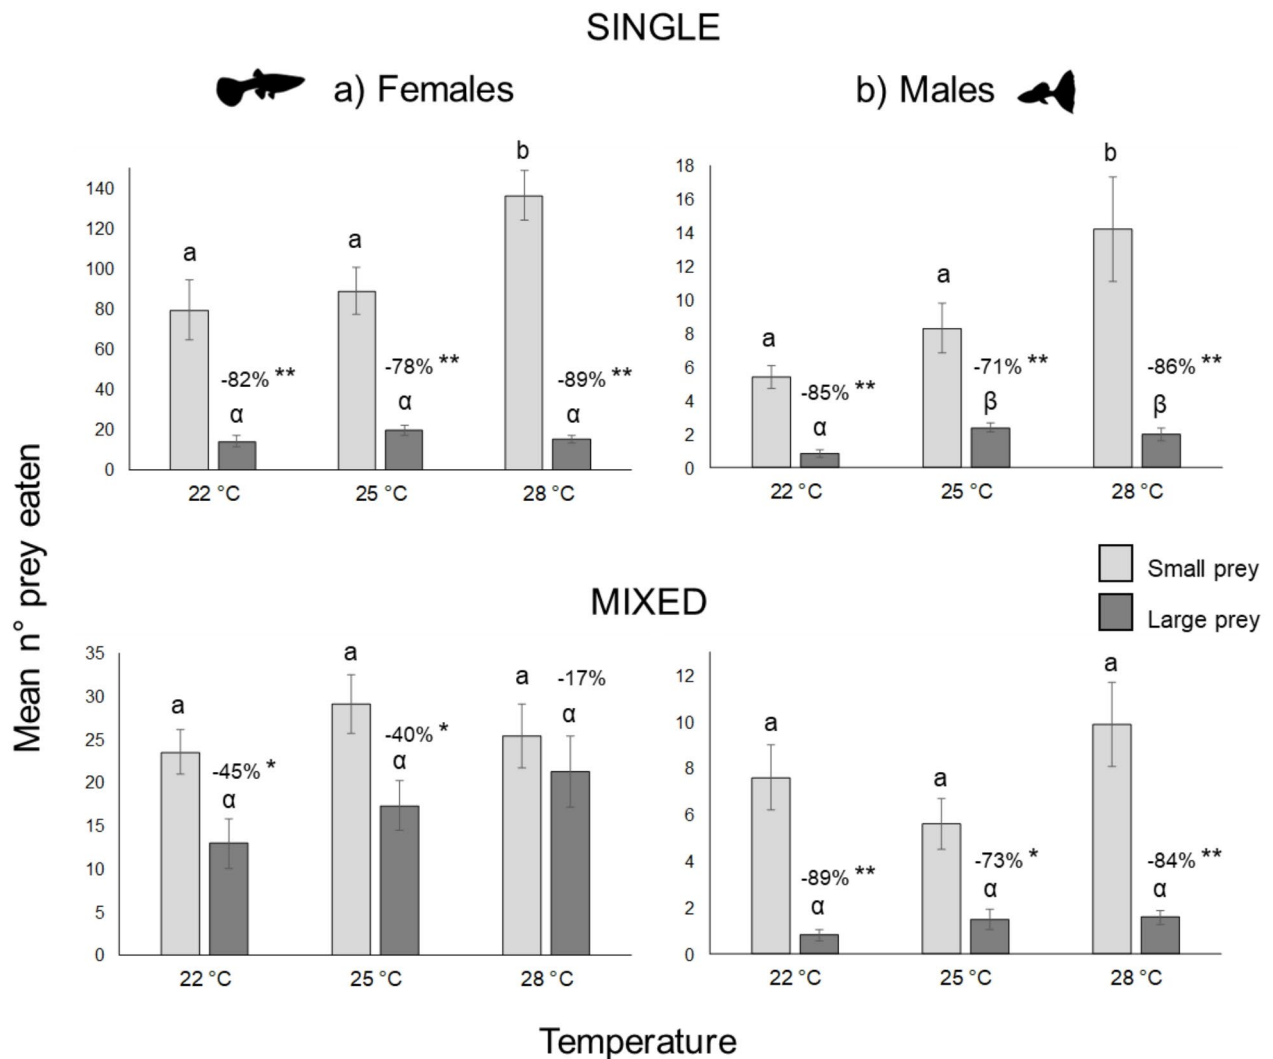 SINGLE
a) Females
b) Males
Mean n° prey eaten
140
120
100
80
60
40
20
0
a
a
b
-82% **
-78% **
-89% **
α
α
α
22 °C
25 °C
28 °C
18
16
14
12
10
8
6
4
2
0
a
a
b
-85% **
-71% **
-86% **
α
β
β
22 °C
25 °C
28 °C
Small prey
Large prey
MIXED
35
30
25
20
15
10
5
0
a
a
a
-45% *
-40% *
-17%
α
α
α
22 °C
25 °C
28 °C
12
10
8
6
4
2
0
a
a
a
-89% **
-73% *
-84% **
α
α
α
22 °C
25 °C
28 °C
Temperature